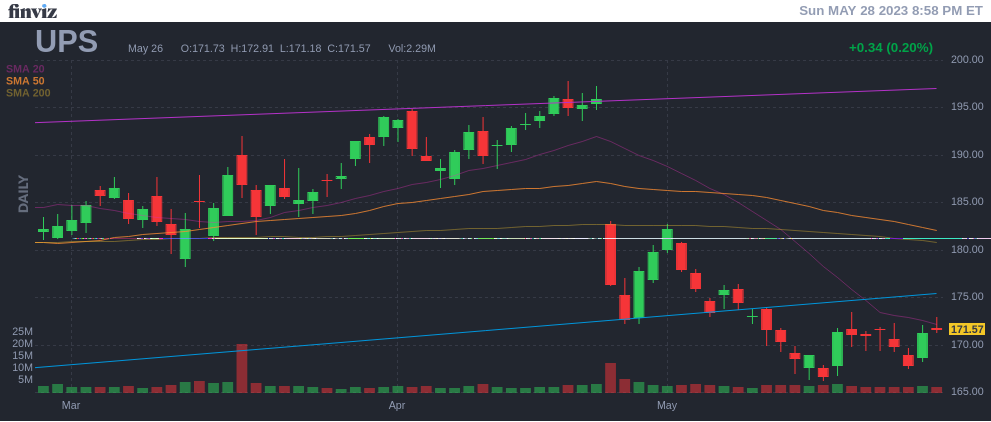 finviz
Sun MAY 28 2023 8:58 PM ET
UPS
May 26 O:171.73 H:172.91 L:171.18 C:171.57 Vol:2.29M
+0.34 (0.20%)
SMA 20
SMA 50
SMA 200
DAILY
200.00
195.00
190.00
185.00
180.00
175.00
171.57
170.00
165.00
25M
20M
15M
10M
5M
Mar Apr May